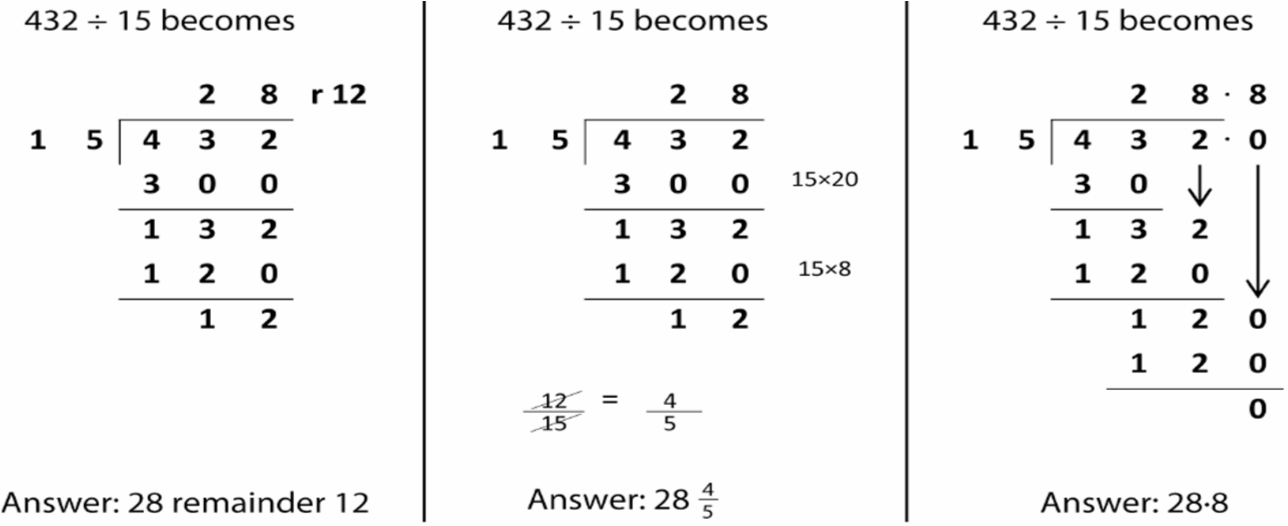 432 ÷ 15 becomes
2 8 r 12
1 5 4 3 2
3 0 0
1 3 2
1 2 0
1 2
Answer: 28 remainder 12
432 ÷ 15 becomes
2 8
1 5 4 3 2
3 0 0 15×20
1 3 2
1 2 0 15×8
1 2
12/15 = 4/5
Answer: 28 4/5
432 ÷ 15 becomes
2 8 · 8
1 5 4 3 2 · 0
3 0 ↓
1 3 2
1 2 0
1 2 0
1 2 0
0
Answer: 28·8